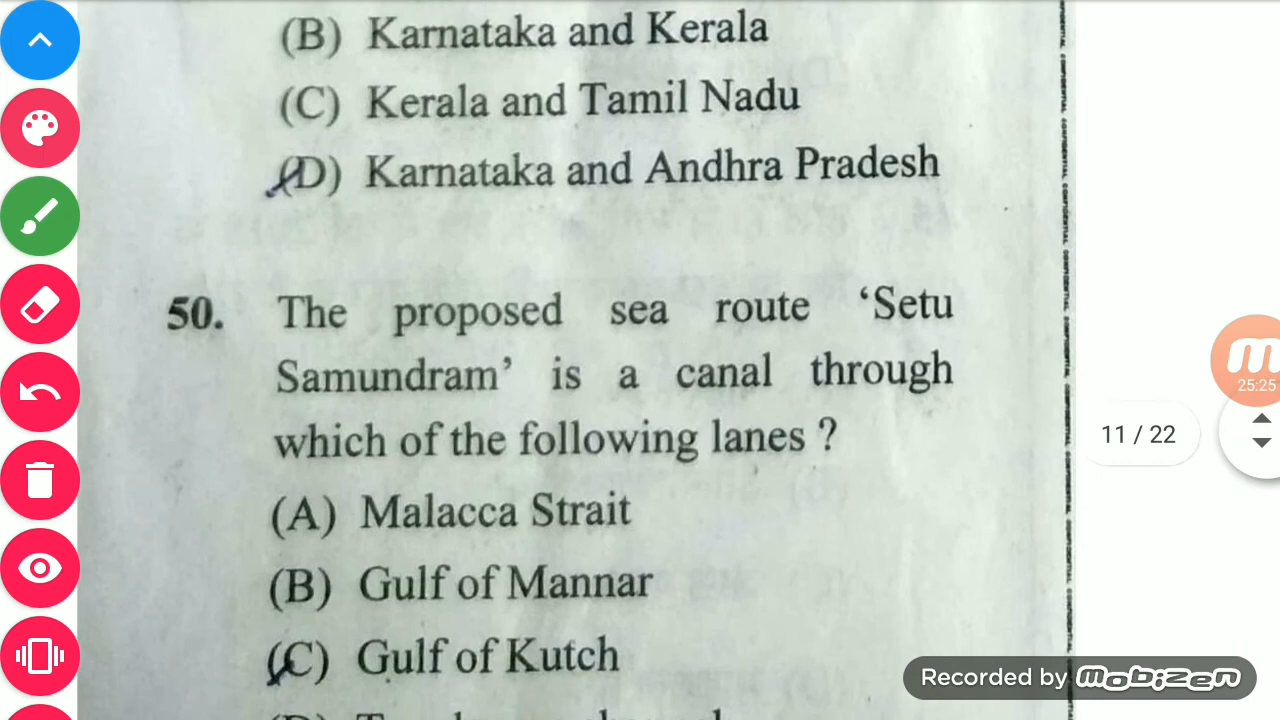 (B) Karnataka and Kerala
(C) Kerala and Tamil Nadu
(D) Karnataka and Andhra Pradesh
50. The proposed sea route ‘Setu
Samundram’ is a canal through
which of the following lanes ?
(A) Malacca Strait
(B) Gulf of Mannar
(C) Gulf of Kutch
25:25
11 / 22
Recorded by mobizen